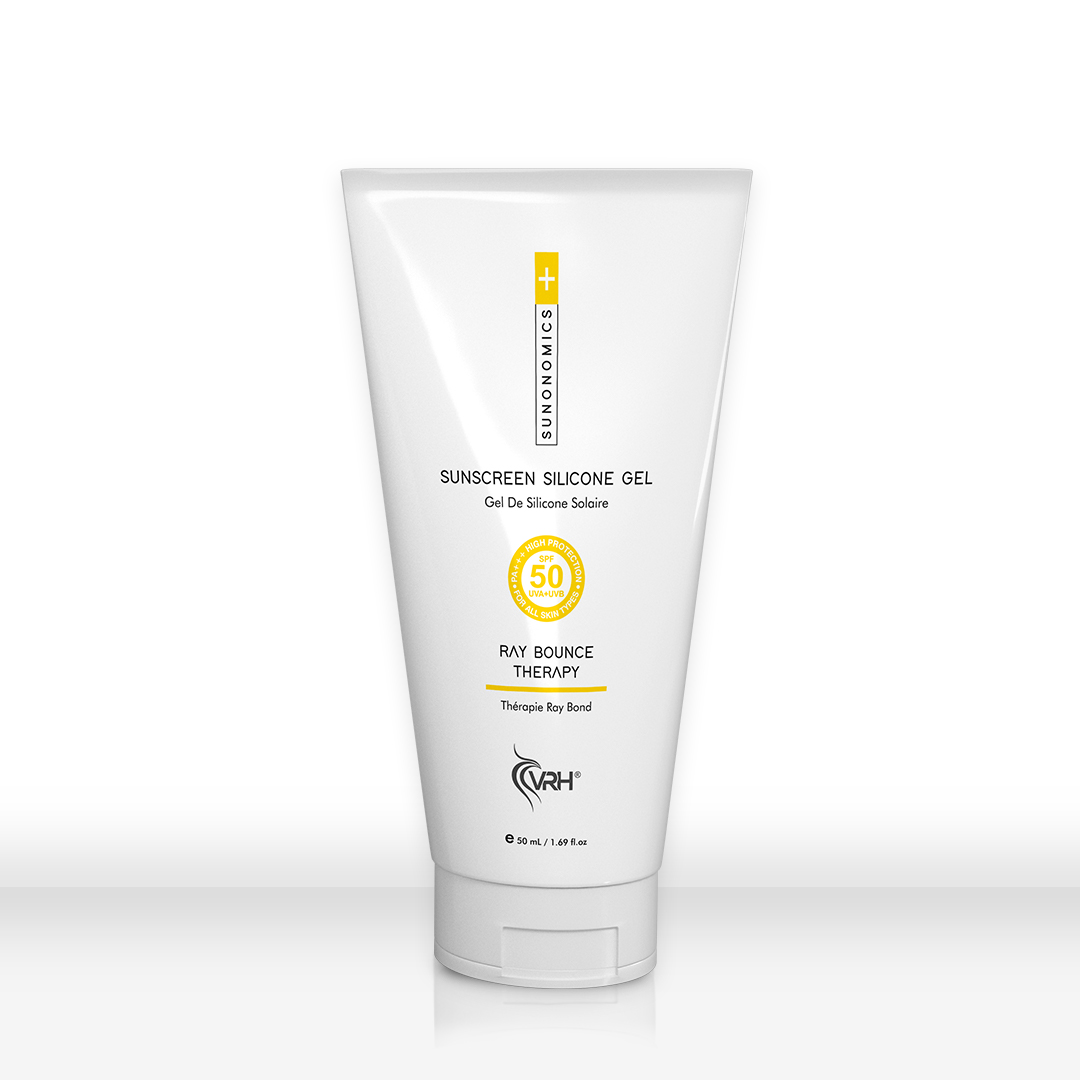 +
SUNONOMICS
SUNSCREEN SILICONE GEL
Gel De Silicone Solaire
• PA+++ HIGH PROTECTION •
SPF
50
UVA+UVB
FOR ALL SKIN TYPES
RAY BOUNCE
THERAPY
Thérapie Ray Bond
VRH®
e 50 mL / 1.69 fl.oz